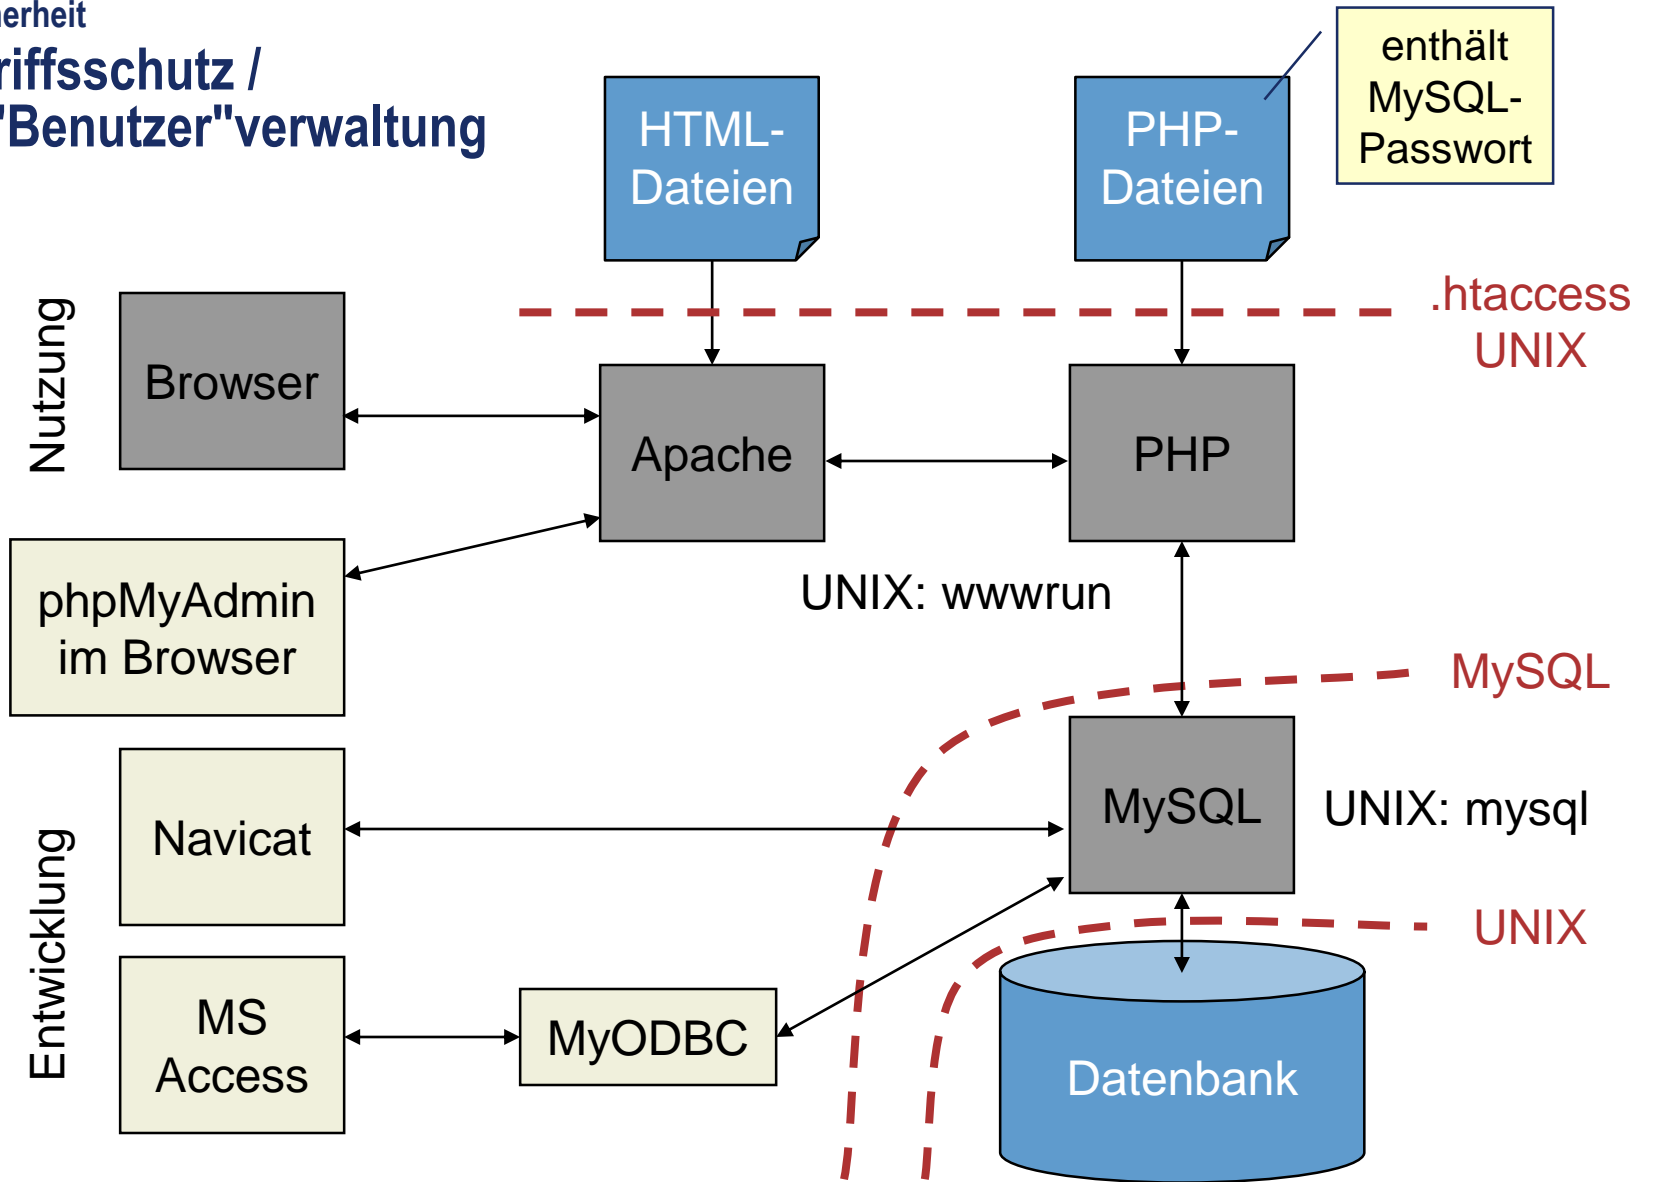 erheit
riffsschutz /
"Benutzer"verwaltung
enthält
MySQL-
Passwort
HTML-
Dateien
PHP-
Dateien
.htaccess
UNIX
Nutzung
Browser
Apache
PHP
phpMyAdmin
im Browser
UNIX: wwwrun
MySQL
Navicat
MySQL
UNIX: mysql
Entwicklung
UNIX
MS
Access
MyODBC
Datenbank